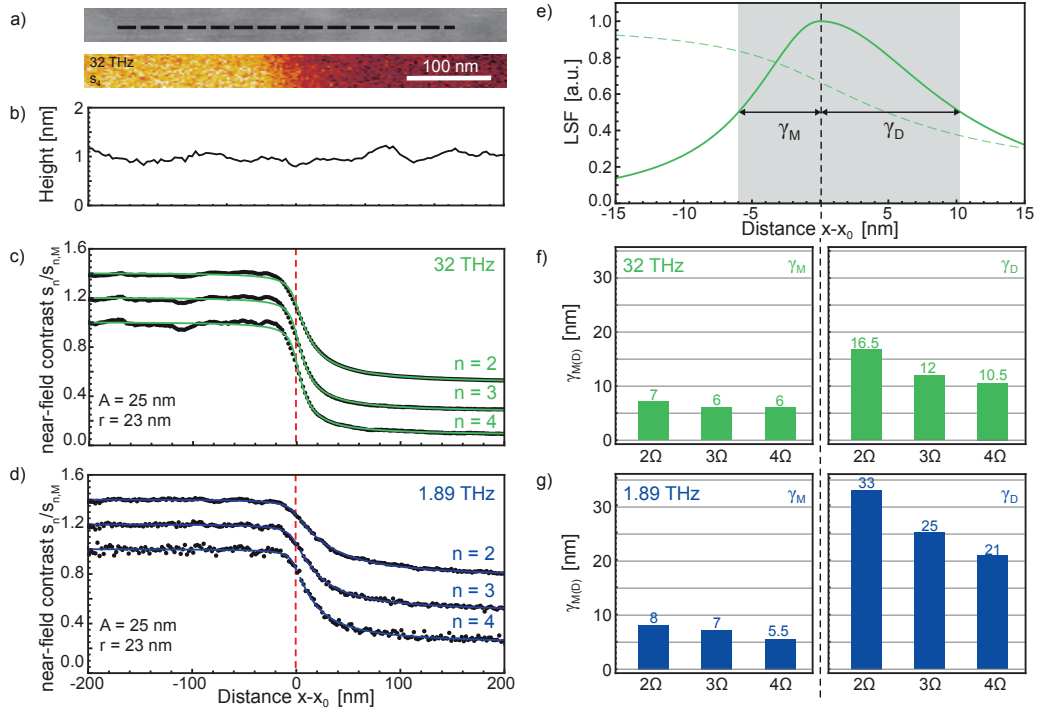 a)
32 THz
s4
100 nm
b)
Height [nm]
2
1
0
c)
near-field contrast sn/sn,M
1.6
1.2
0.8
0.4
0.0
32 THz
n = 2
n = 3
n = 4
A = 25 nm
r = 23 nm
d)
near-field contrast sn/sn,M
1.6
1.2
0.8
0.4
0.0
1.89 THz
n = 2
n = 3
n = 4
A = 25 nm
r = 23 nm
-200 -100 0 100 200
Distance x-x0 [nm]
e)
LSF [a.u.]
1.0
0.8
0.6
0.4
0.2
0.0
γM γD
-15 -10 -5 0 5 10 15
Distance x-x0 [nm]
f)
γM(D) [nm]
30
20
10
0
32 THz γM
7 6 6
2Ω 3Ω 4Ω
γD
16.5 12 10.5
2Ω 3Ω 4Ω
g)
γM(D) [nm]
30
20
10
0
1.89 THz γM
8 7 5.5
2Ω 3Ω 4Ω
γD
33 25 21
2Ω 3Ω 4Ω